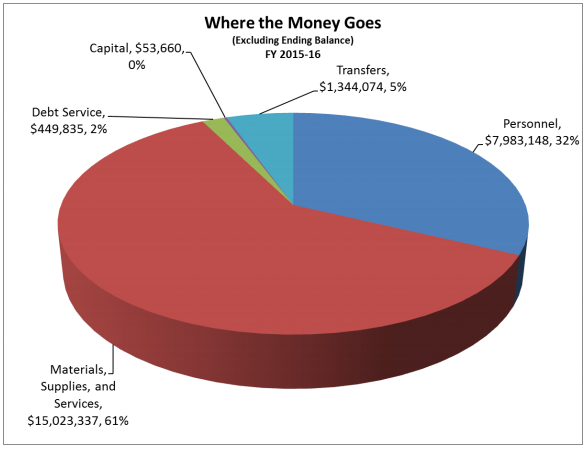 Where the Money Goes
(Excluding Ending Balance)
FY 2015-16
Capital, $53,660,
0%
Transfers,
$1,344,074, 5%
Debt Service,
$449,835, 2%
Personnel,
$7,983,148, 32%
Materials,
Supplies, and
Services,
$15,023,337, 61%